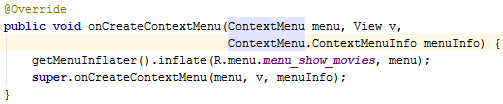 @Override
public void onCreateContextMenu(ContextMenu menu, View v,
                                ContextMenu.ContextMenuInfo menuInfo) {
    getMenuInflater().inflate(R.menu.menu_show_movies, menu);
    super.onCreateContextMenu(menu, v, menuInfo);
}